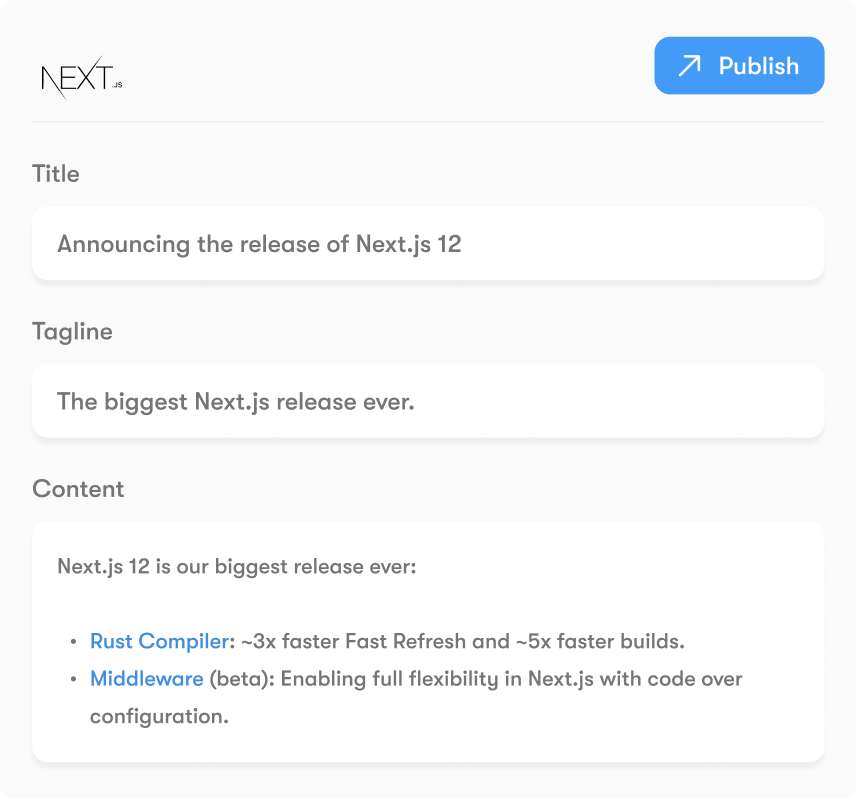 NEXT.JS
Publish
Title
Announcing the release of Next.js 12
Tagline
The biggest Next.js release ever.
Content
Next.js 12 is our biggest release ever:
• Rust Compiler: ~3x faster Fast Refresh and ~5x faster builds.
• Middleware (beta): Enabling full flexibility in Next.js with code over
configuration.